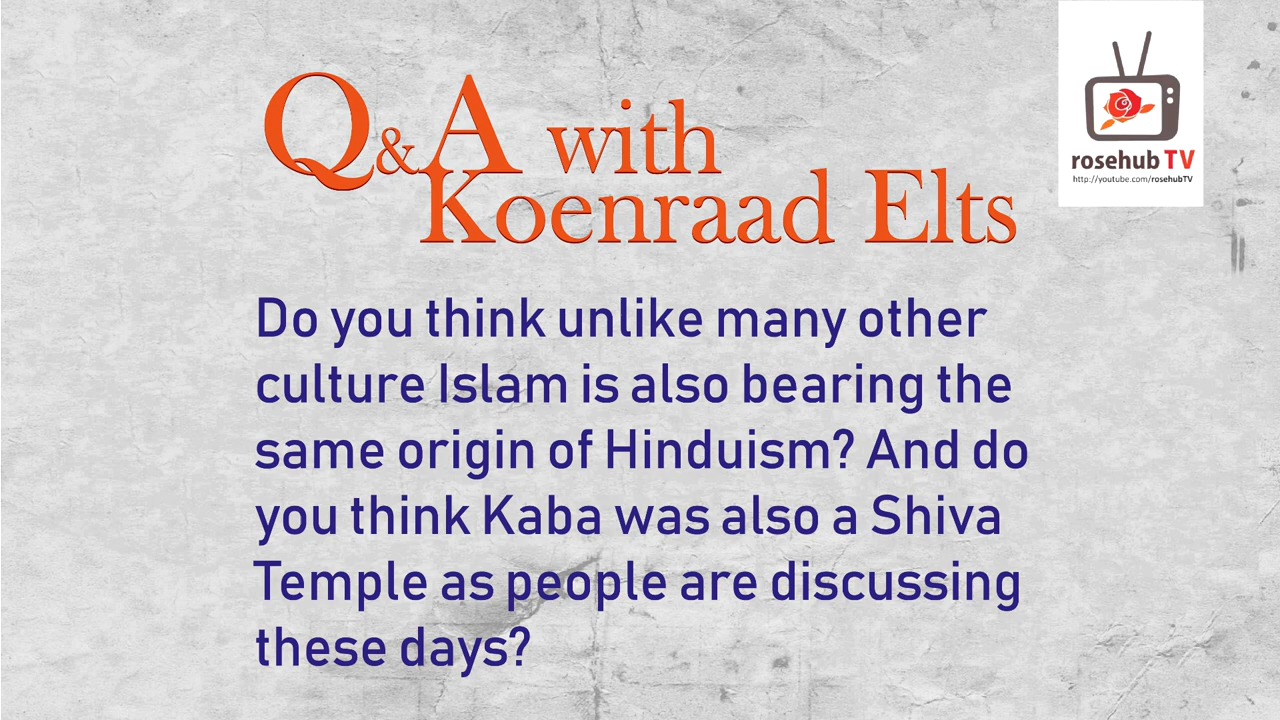 Q&A with
Koenraad Elts
rosehub TV
http://youtube.com/rosehubTV
Do you think unlike many other
culture Islam is also bearing the
same origin of Hinduism? And do
you think Kaba was also a Shiva
Temple as people are discussing
these days?